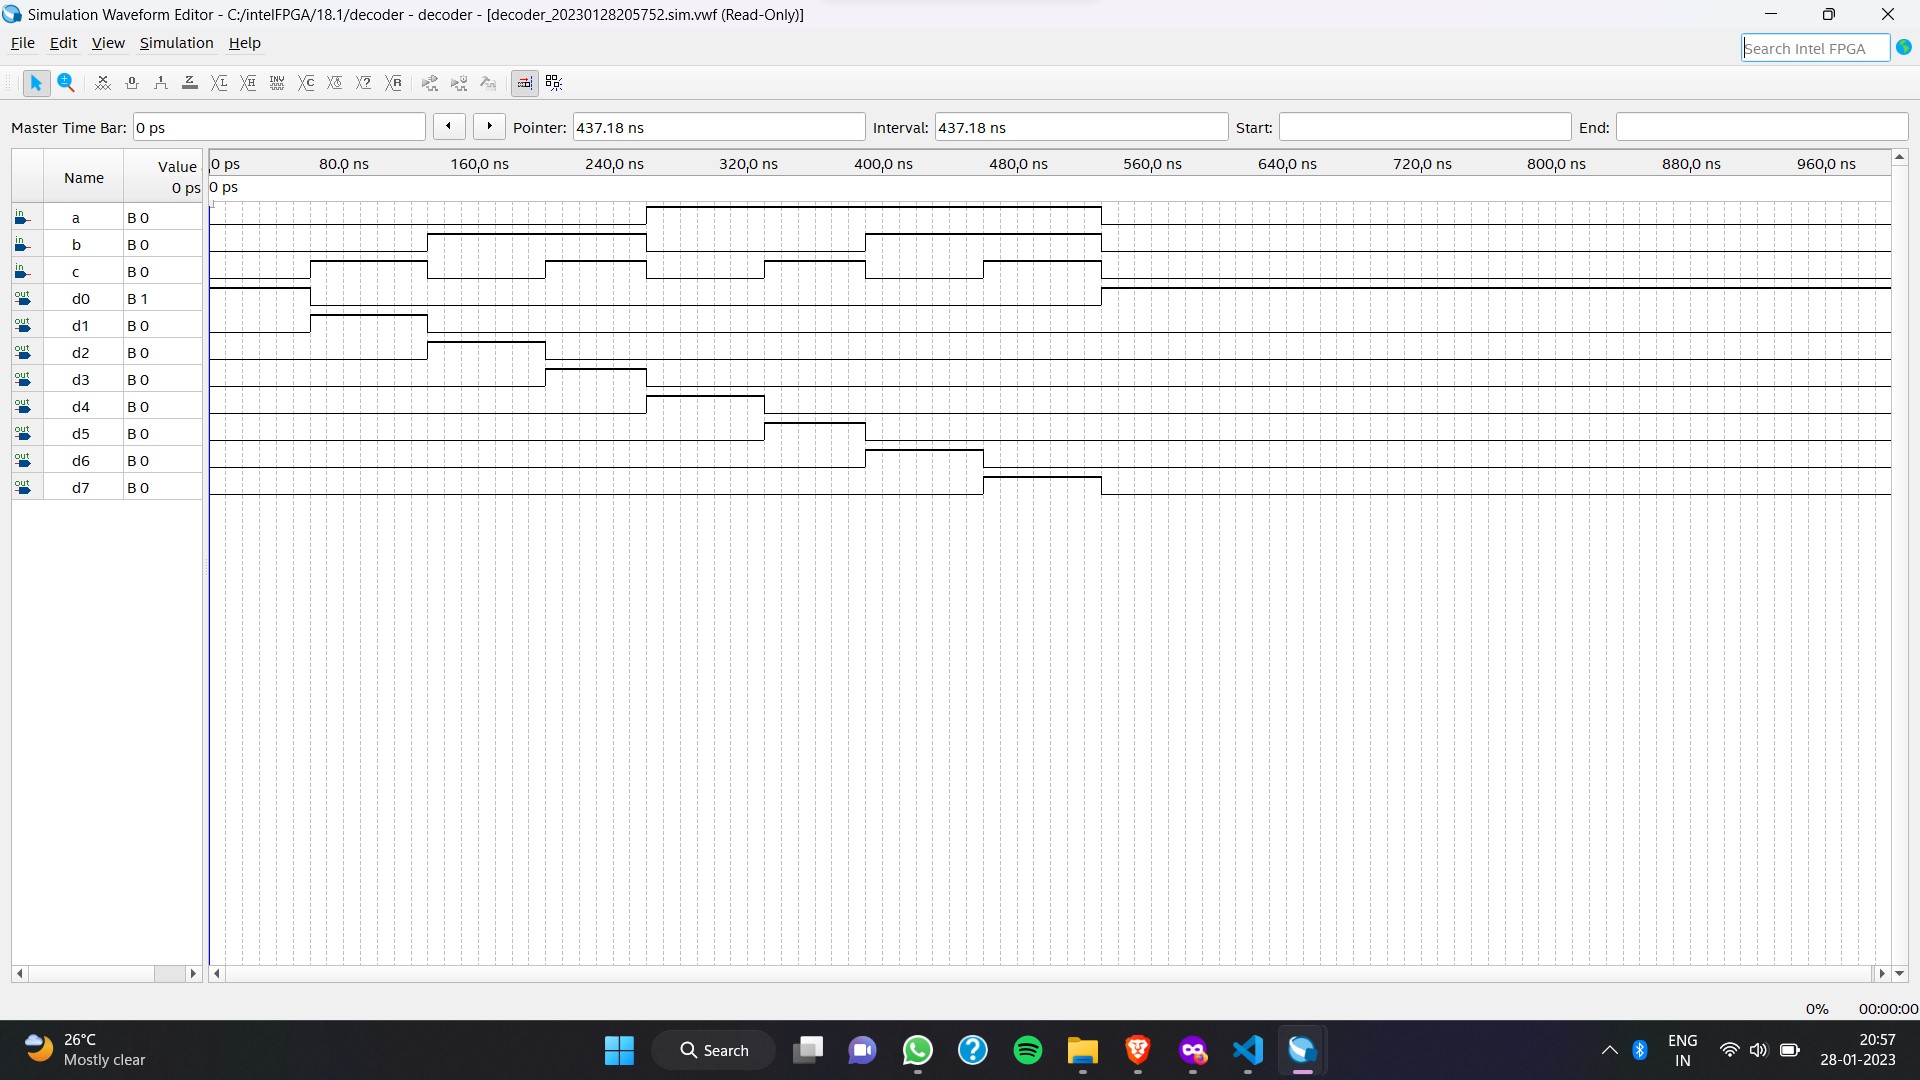 Simulation Waveform Editor - C:/intelFPGA/18.1/decoder - decoder - [decoder_20230128205752.sim.vwf (Read-Only)]
File Edit View Simulation Help
Search Intel FPGA
Master Time Bar: 0 ps Pointer: 437.18 ns Interval: 437.18 ns Start: End:
Name Value 0 ps
0 ps 80,0 ns 160,0 ns 240,0 ns 320,0 ns 400,0 ns 480,0 ns 560,0 ns 640,0 ns 720,0 ns 800,0 ns 880,0 ns 960,0 ns
0 ps
in a B 0
in b B 0
in c B 0
out d0 B 1
out d1 B 0
out d2 B 0
out d3 B 0
out d4 B 0
out d5 B 0
out d6 B 0
out d7 B 0
0% 00:00:00
26°C
Mostly clear
Search
ENG
IN
20:57
28-01-2023